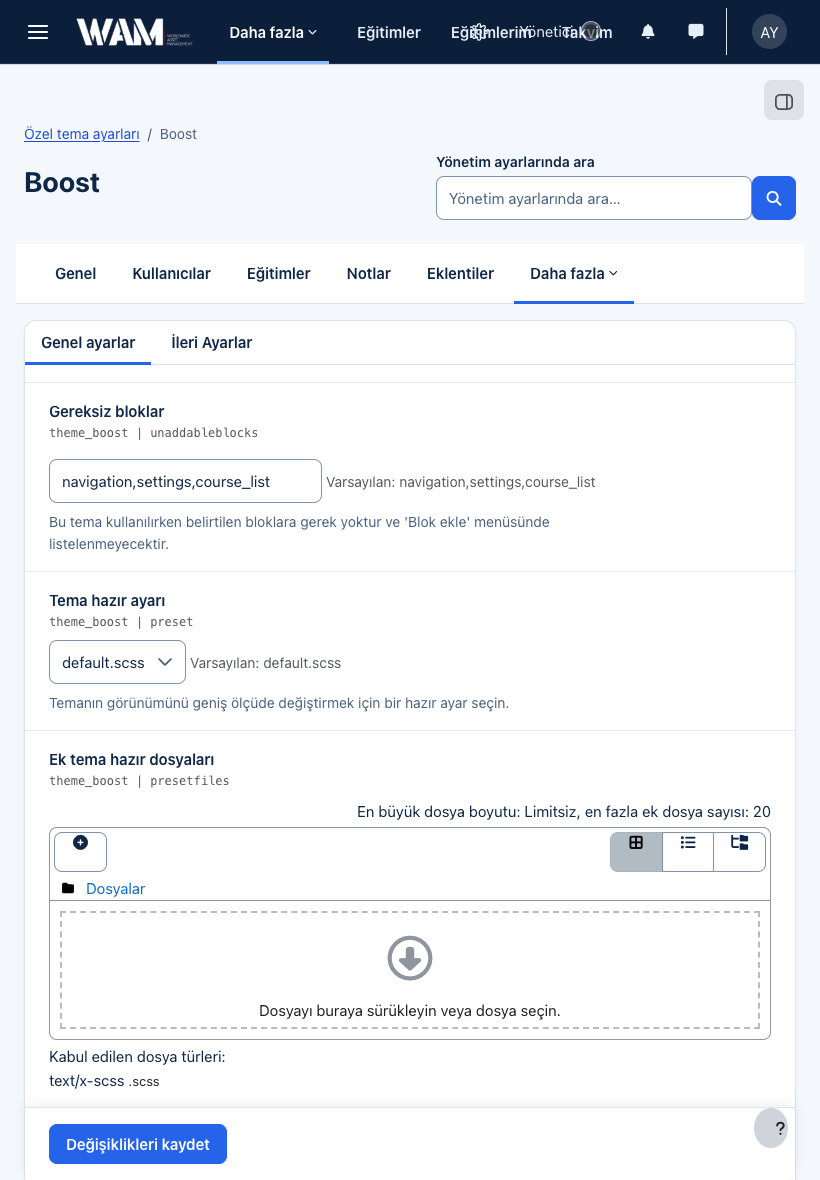 WAM
WORLDWIDE
ASSET
MANAGEMENT
Daha fazla
Eğitimler
Eğitimlerim
Takvim
AY
Özel tema ayarları / Boost
Boost
Yönetim ayarlarında ara
Yönetim ayarlarında ara...
Genel Kullanıcılar Eğitimler Notlar Eklentiler Daha fazla
Genel ayarlar İleri Ayarlar
Gereksiz bloklar
theme_boost | unaddableblocks
navigation,settings,course_list Varsayılan: navigation,settings,course_list
Bu tema kullanılırken belirtilen bloklara gerek yoktur ve 'Blok ekle' menüsünde
listelenmeyecektir.
Tema hazır ayarı
theme_boost | preset
default.scss Varsayılan: default.scss
Temanın görünümünü geniş ölçüde değiştirmek için bir hazır ayar seçin.
Ek tema hazır dosyaları
theme_boost | presetfiles
En büyük dosya boyutu: Limitsiz, en fazla ek dosya sayısı: 20
Dosyalar
Dosyayı buraya sürükleyin veya dosya seçin.
Kabul edilen dosya türleri:
text/x-scss .scss
Değişiklikleri kaydet
?